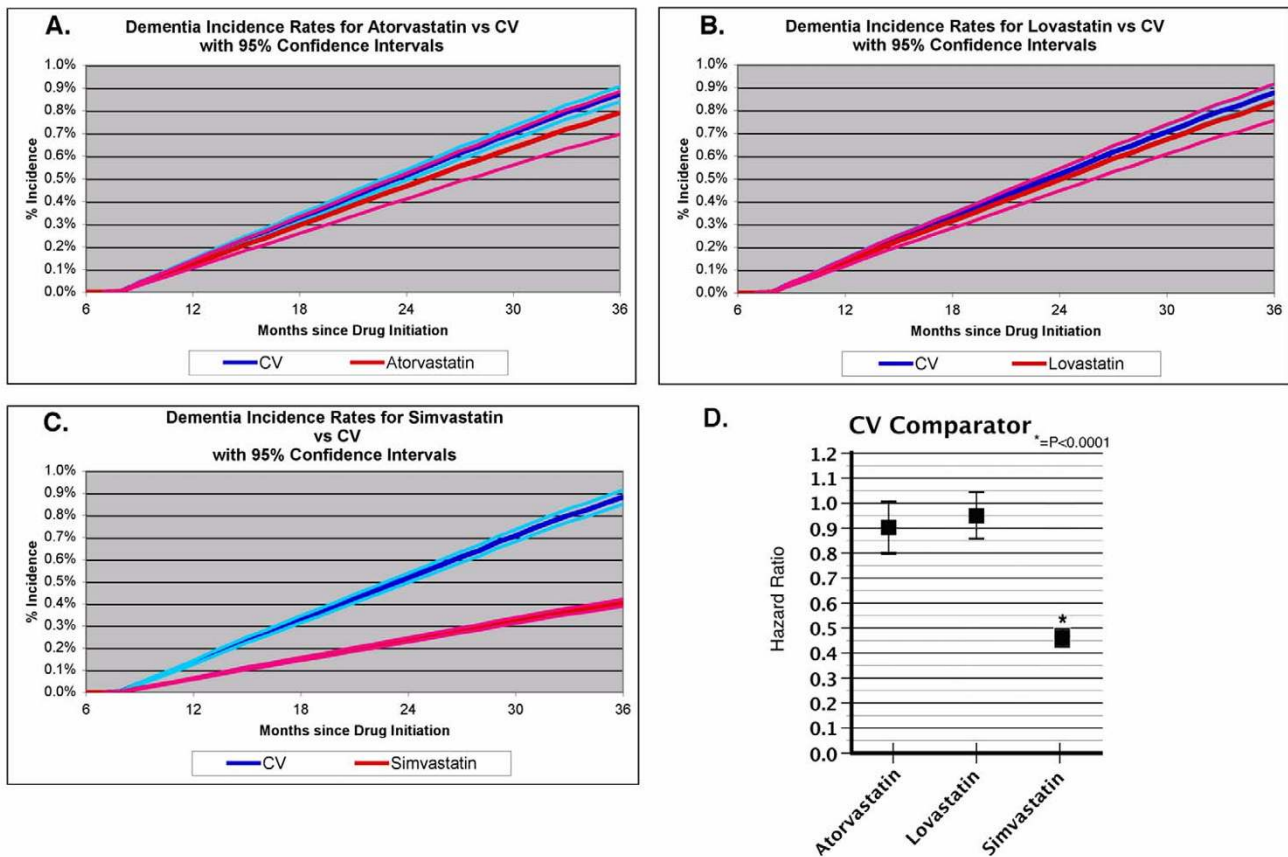 A.
Dementia Incidence Rates for Atorvastatin vs CV
with 95% Confidence Intervals
1.0%
0.9%
0.8%
0.7%
0.6%
0.5%
0.4%
0.3%
0.2%
0.1%
0.0%
% Incidence
6 12 18 24 30 36
Months since Drug Initiation
CV Atorvastatin
B.
Dementia Incidence Rates for Lovastatin vs CV
with 95% Confidence Intervals
1.0%
0.9%
0.8%
0.7%
0.6%
0.5%
0.4%
0.3%
0.2%
0.1%
0.0%
% Incidence
6 12 18 24 30 36
Months since Drug Initiation
CV Lovastatin
C.
Dementia Incidence Rates for Simvastatin
vs CV
with 95% Confidence Intervals
1.0%
0.9%
0.8%
0.7%
0.6%
0.5%
0.4%
0.3%
0.2%
0.1%
0.0%
% Incidence
6 12 18 24 30 36
Months since Drug Initiation
CV Simvastatin
D.
CV Comparator
*=P<0.0001
1.2
1.1
1.0
0.9
0.8
0.7
0.6
0.5
0.4
0.3
0.2
0.1
0.0
Hazard Ratio
*
Atorvastatin
Lovastatin
Simvastatin